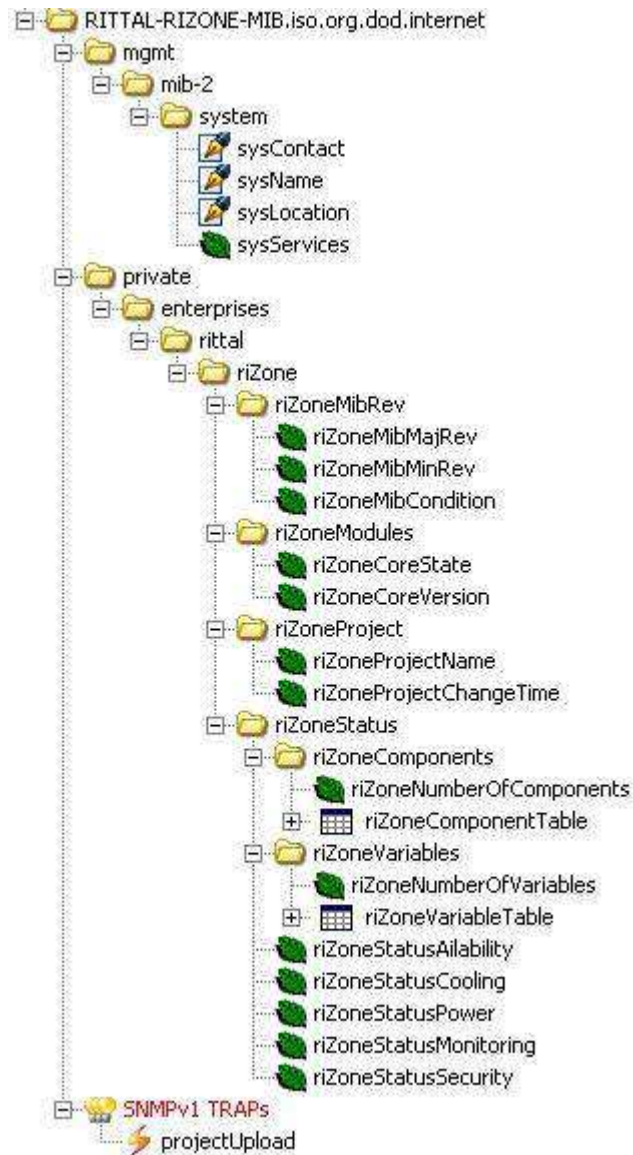 RITTAL-RIZONE-MIB.iso.org.dod.internet
mgmt
mib-2
system
sysContact
sysName
sysLocation
sysServices
private
enterprises
rittal
riZone
riZoneMibRev
riZoneMibMajRev
riZoneMibMinRev
riZoneMibCondition
riZoneModules
riZoneCoreState
riZoneCoreVersion
riZoneProject
riZoneProjectName
riZoneProjectChangeTime
riZoneStatus
riZoneComponents
riZoneNumberOfComponents
riZoneComponentTable
riZoneVariables
riZoneNumberOfVariables
riZoneVariableTable
riZoneStatusAilability
riZoneStatusCooling
riZoneStatusPower
riZoneStatusMonitoring
riZoneStatusSecurity
SNMPv1 TRAPs
projectUpload